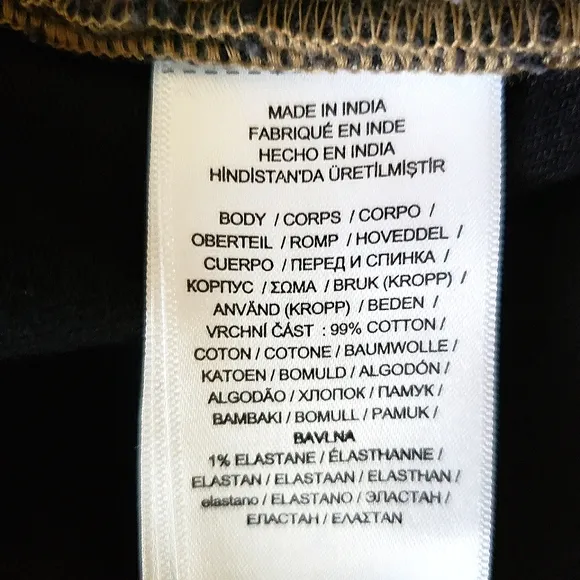 MADE IN INDIA
FABRIQUÉ EN INDE
HECHO EN INDIA
HİNDİSTAN'DA ÜRETİLMİŞTİR
BODY / CORPS / CORPO /
OBERTEIL / ROMP / HOVEDDEL /
CUERPO / ПЕРЕД И СПИНКА /
КОРПУС / ΣΩΜΑ / BRUK (KROPP) /
ANVÄND (KROPP) / BEDEN /
VRCHNÍ ČÁST : 99% COTTON /
COTON / COTONE / BAUMWOLLE /
KATOEN / BOMULD / ALGODÓN /
ALGODÃO / ХЛОПОК / ПАМУК /
BAMBAKI / BOMULL / PAMUK /
BAVLNA
1% ELASTANE / ÉLASTHANNE /
ELASTAN / ELASTAAN / ELASTHAN /
elastano / ELASTANO / ЭЛАСТАН /
ЕЛАСТАН / ΕΛΑΣΤΑΝ